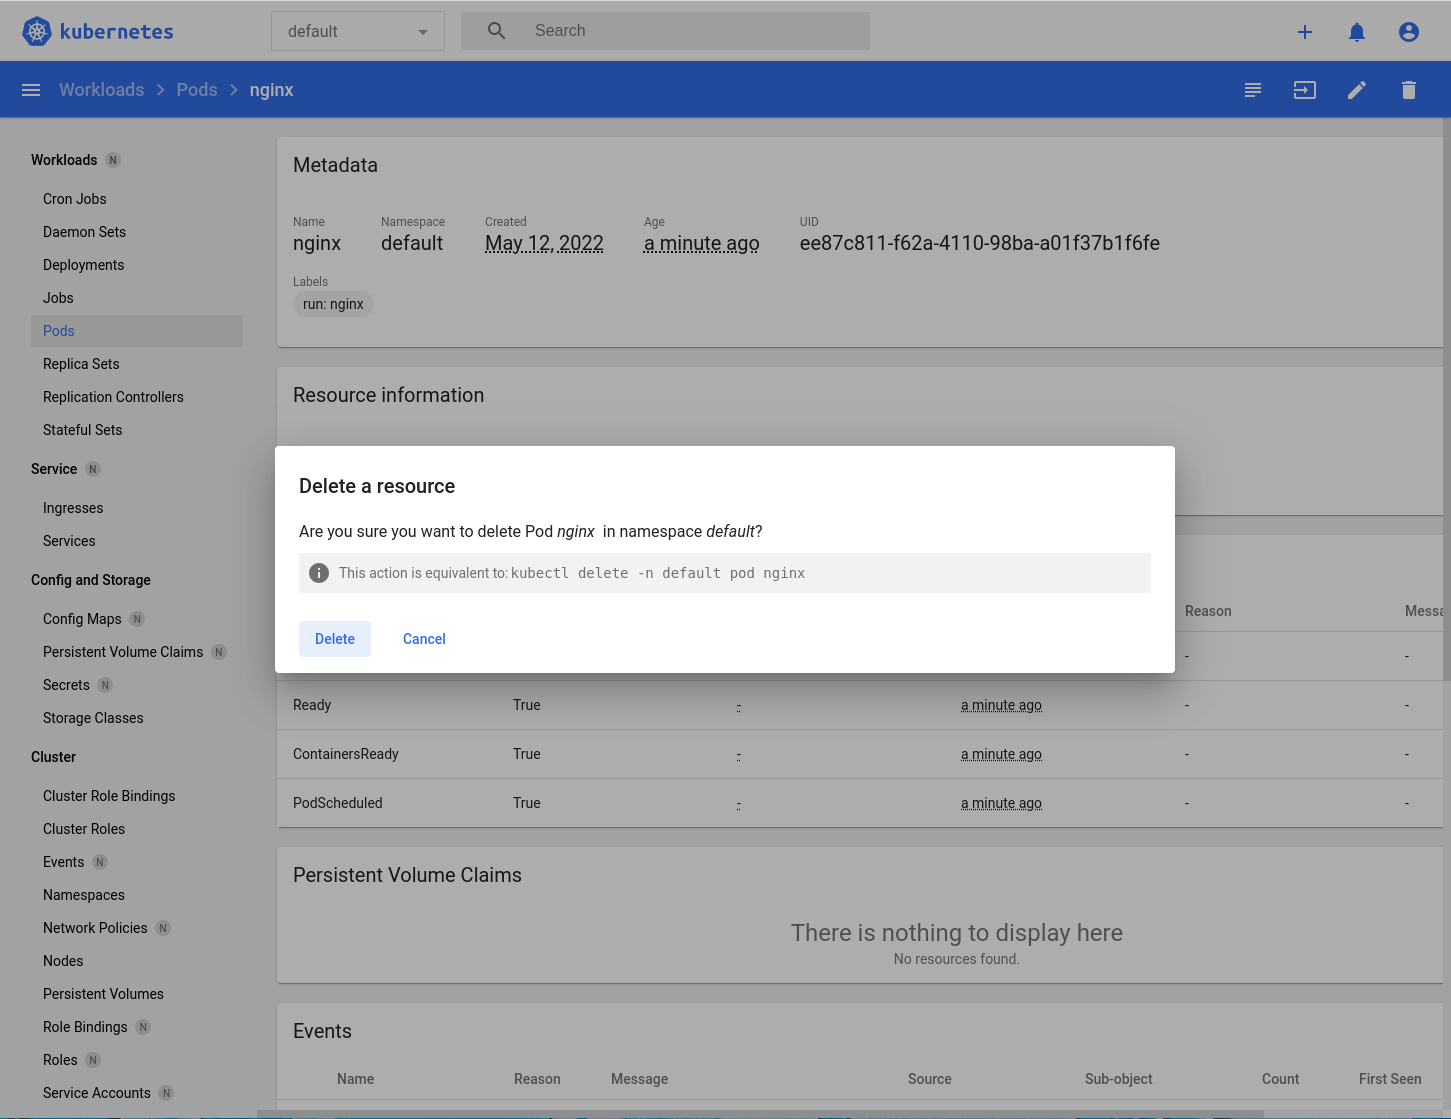 kubernetes
default
Search
Workloads > Pods > nginx
Workloads N
Cron Jobs
Daemon Sets
Deployments
Jobs
Pods
Replica Sets
Replication Controllers
Stateful Sets
Service N
Ingresses
Services
Config and Storage
Config Maps N
Persistent Volume Claims N
Secrets N
Storage Classes
Cluster
Cluster Role Bindings
Cluster Roles
Events N
Namespaces
Network Policies N
Nodes
Persistent Volumes
Role Bindings N
Roles N
Service Accounts N
Metadata
Name Namespace Created Age UID
nginx default May 12, 2022 a minute ago ee87c811-f62a-4110-98ba-a01f37b1f6fe
Labels
run: nginx
Resource information
Delete a resource
Are you sure you want to delete Pod nginx in namespace default?
This action is equivalent to: kubectl delete -n default pod nginx
Delete Cancel
Reason
- -
Ready True - a minute ago - -
ContainersReady True - a minute ago - -
PodScheduled True - a minute ago - -
Persistent Volume Claims
There is nothing to display here
No resources found.
Events
Name Reason Message Source Sub-object Count First Seen